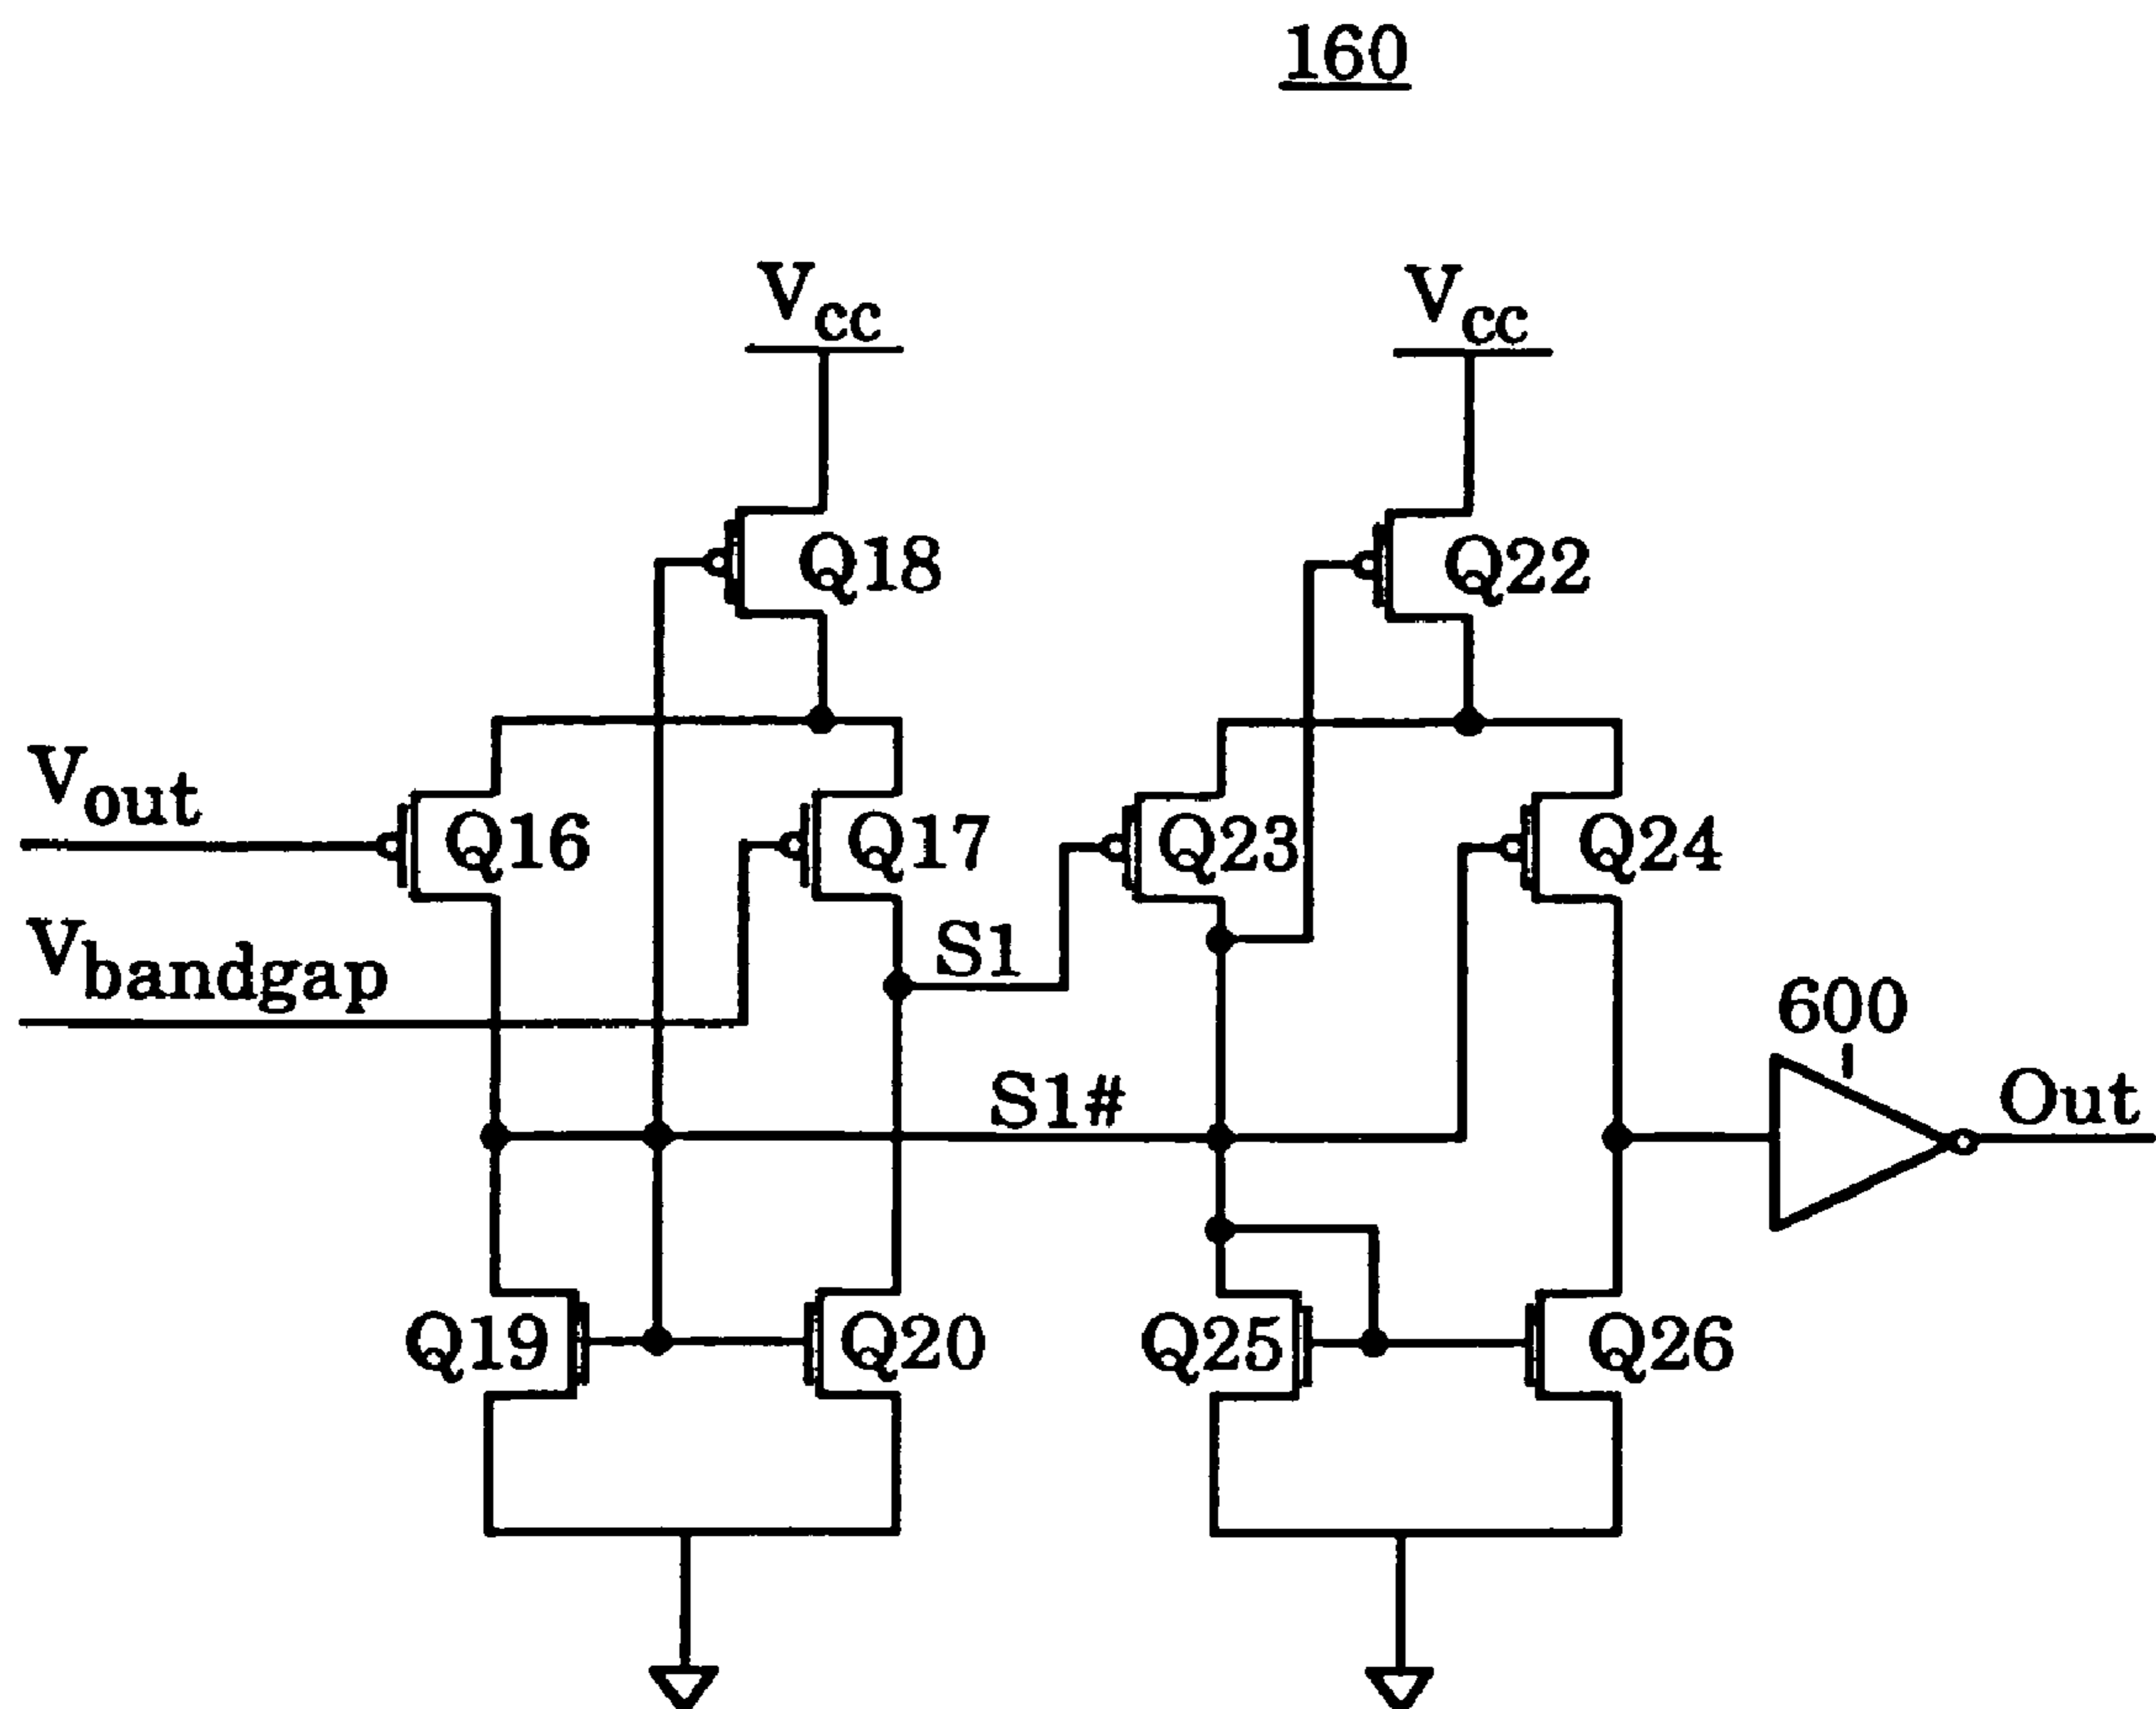 160
Vcc
Vcc
Q18
Q22
Vout
Q16
Q17
Q23
Q24
Vbandgap
S1
600
S1#
Out
Q19
Q20
Q25
Q26